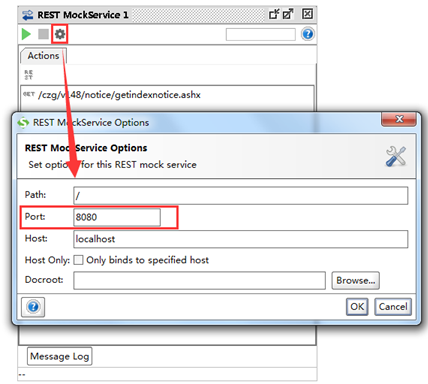 REST MockService 1
Actions
RE
ST
GET /czg/v148/notice/getindexnotice.ashx
REST MockService Options
REST MockService Options
Set options for this REST mock service
Path: /
Port: 8080
Host: localhost
Host Only: Only binds to specified host
Docroot: Browse...
OK Cancel
Message Log
--